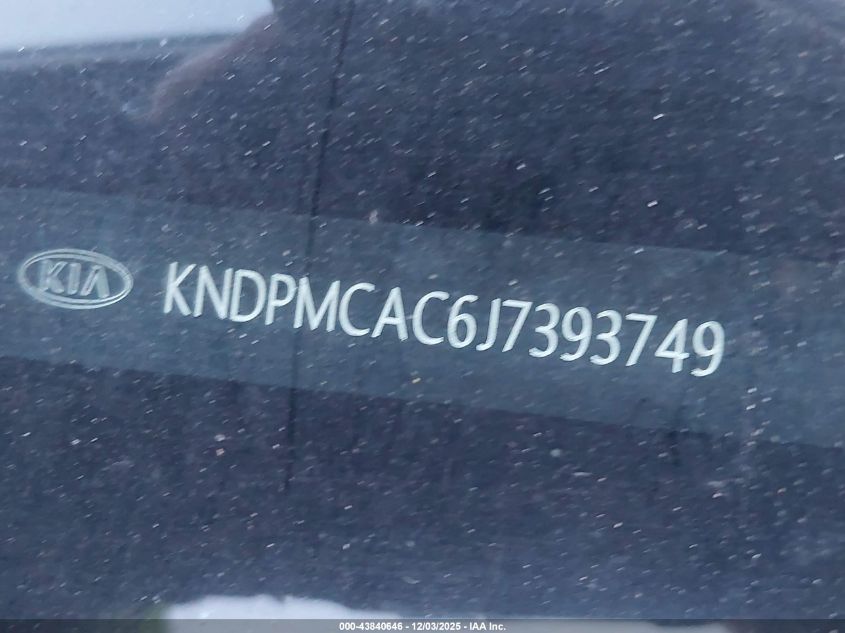 KIA KNDPMCAC6J7393749
000-43840646 - 12/03/2025 - IAA Inc.